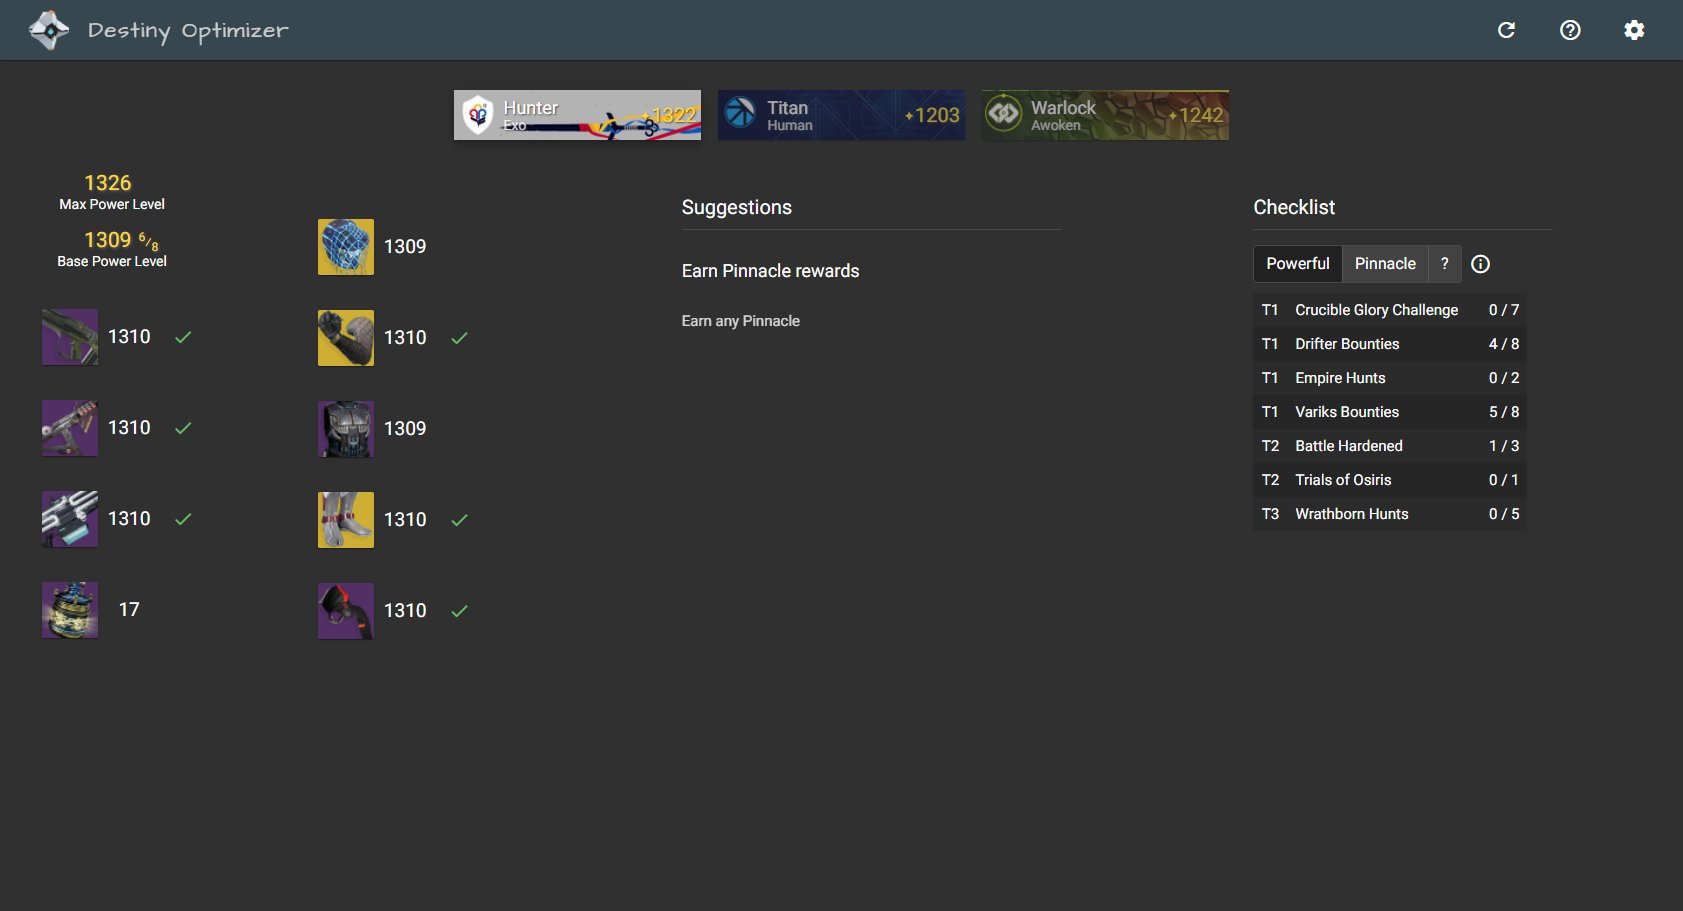 Destiny Optimizer
Hunter
Exo
+1322
Titan
Human
+1203
Warlock
Awoken
+1242
1326
Max Power Level
1309 6/8
Base Power Level
1310
1310
1310
17
1309
1310
1309
1310
1310
Suggestions
Earn Pinnacle rewards
Earn any Pinnacle
Checklist
Powerful Pinnacle ?
T1 Crucible Glory Challenge 0 / 7
T1 Drifter Bounties 4 / 8
T1 Empire Hunts 0 / 2
T1 Variks Bounties 5 / 8
T2 Battle Hardened 1 / 3
T2 Trials of Osiris 0 / 1
T3 Wrathborn Hunts 0 / 5